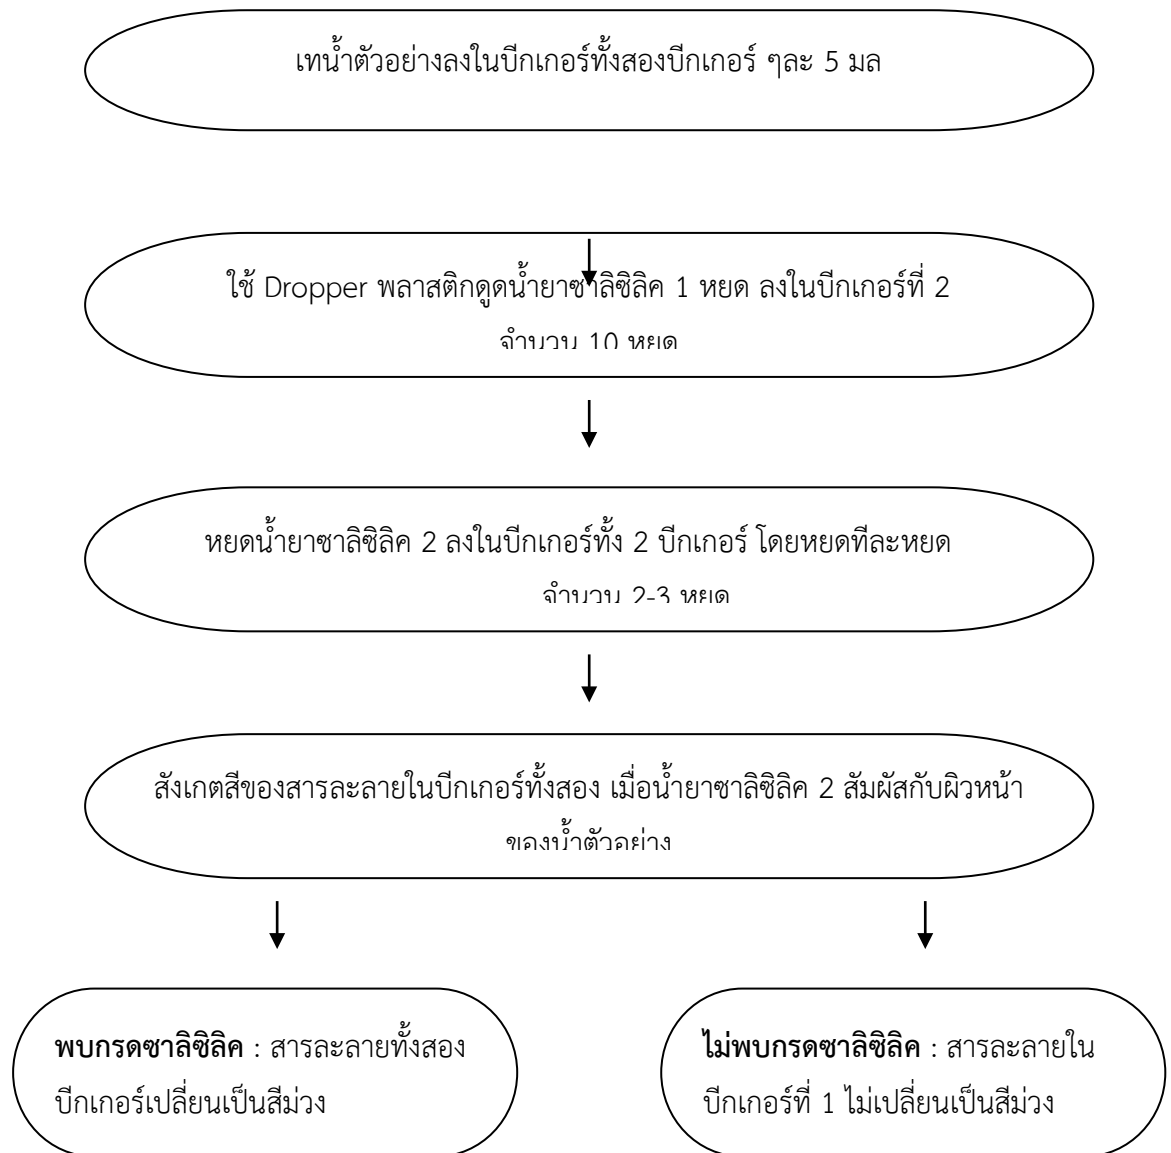 เทน้ำตัวอย่างลงในบีกเกอร์ทั้งสองบีกเกอร์ ๆละ 5 มล
ใช้ Dropper พลาสติกดูดน้ำยาซาลิซิลิค 1 หยด ลงในบีกเกอร์ที่ 2
จำนวน 10 หยด
หยดน้ำยาซาลิซิลิค 2 ลงในบีกเกอร์ทั้ง 2 บีกเกอร์ โดยหยดทีละหยด
จำนวน 2-3 หยด
สังเกตสีของสารละลายในบีกเกอร์ทั้งสอง เมื่อน้ำยาซาลิซิลิค 2 สัมผัสกับผิวหน้า
ของน้ำตัวอย่าง
พบกรดซาลิซิลิค : สารละลายทั้งสอง
บีกเกอร์เปลี่ยนเป็นสีม่วง
ไม่พบกรดซาลิซิลิค : สารละลายใน
บีกเกอร์ที่ 1 ไม่เปลี่ยนเป็นสีม่วง